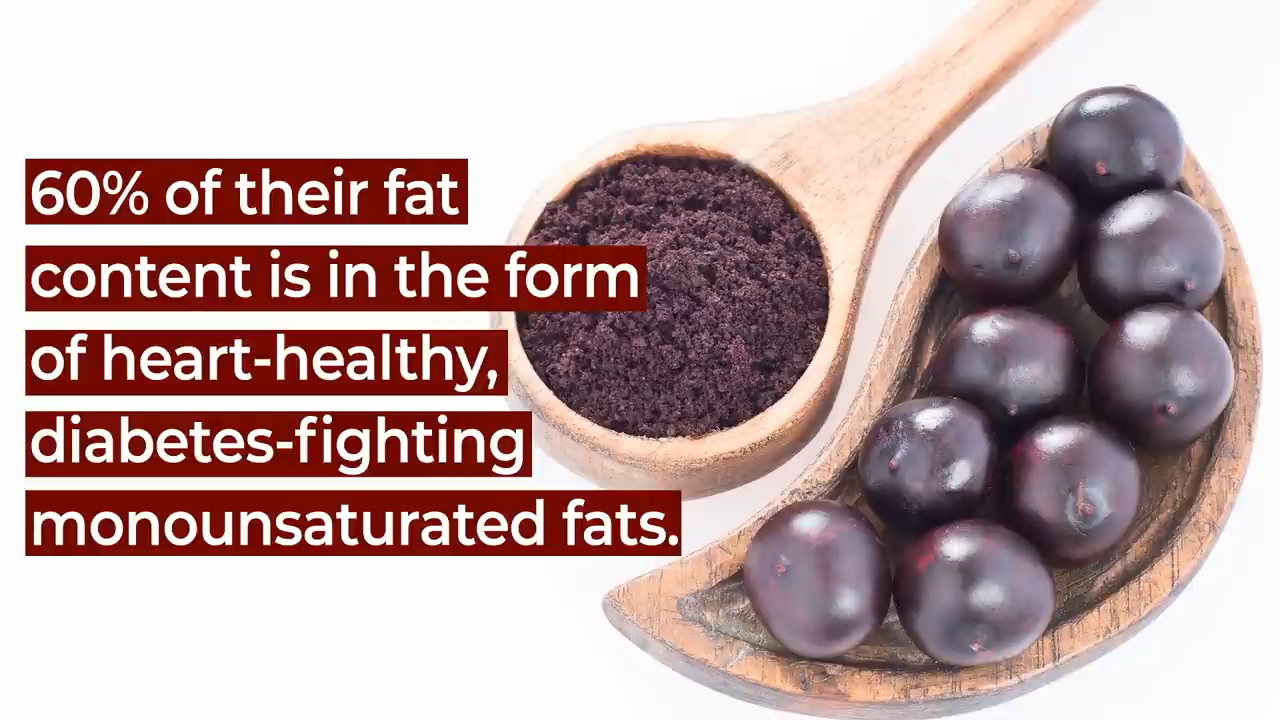 60% of their fat
content is in the form
of heart-healthy,
diabetes-fighting
monounsaturated fats.